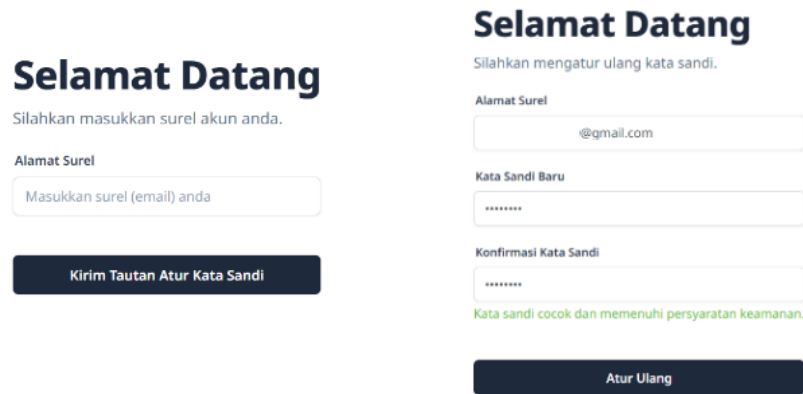 Selamat Datang
Silahkan masukkan surel akun anda.
Alamat Surel
Masukkan surel (email) anda
Kirim Tautan Atur Kata Sandi
Selamat Datang
Silahkan mengatur ulang kata sandi.
Alamat Surel
@gmail.com
Kata Sandi Baru
••••••••
Konfirmasi Kata Sandi
••••••••
Kata sandi cocok dan memenuhi persyaratan keamanan.
Atur Ulang